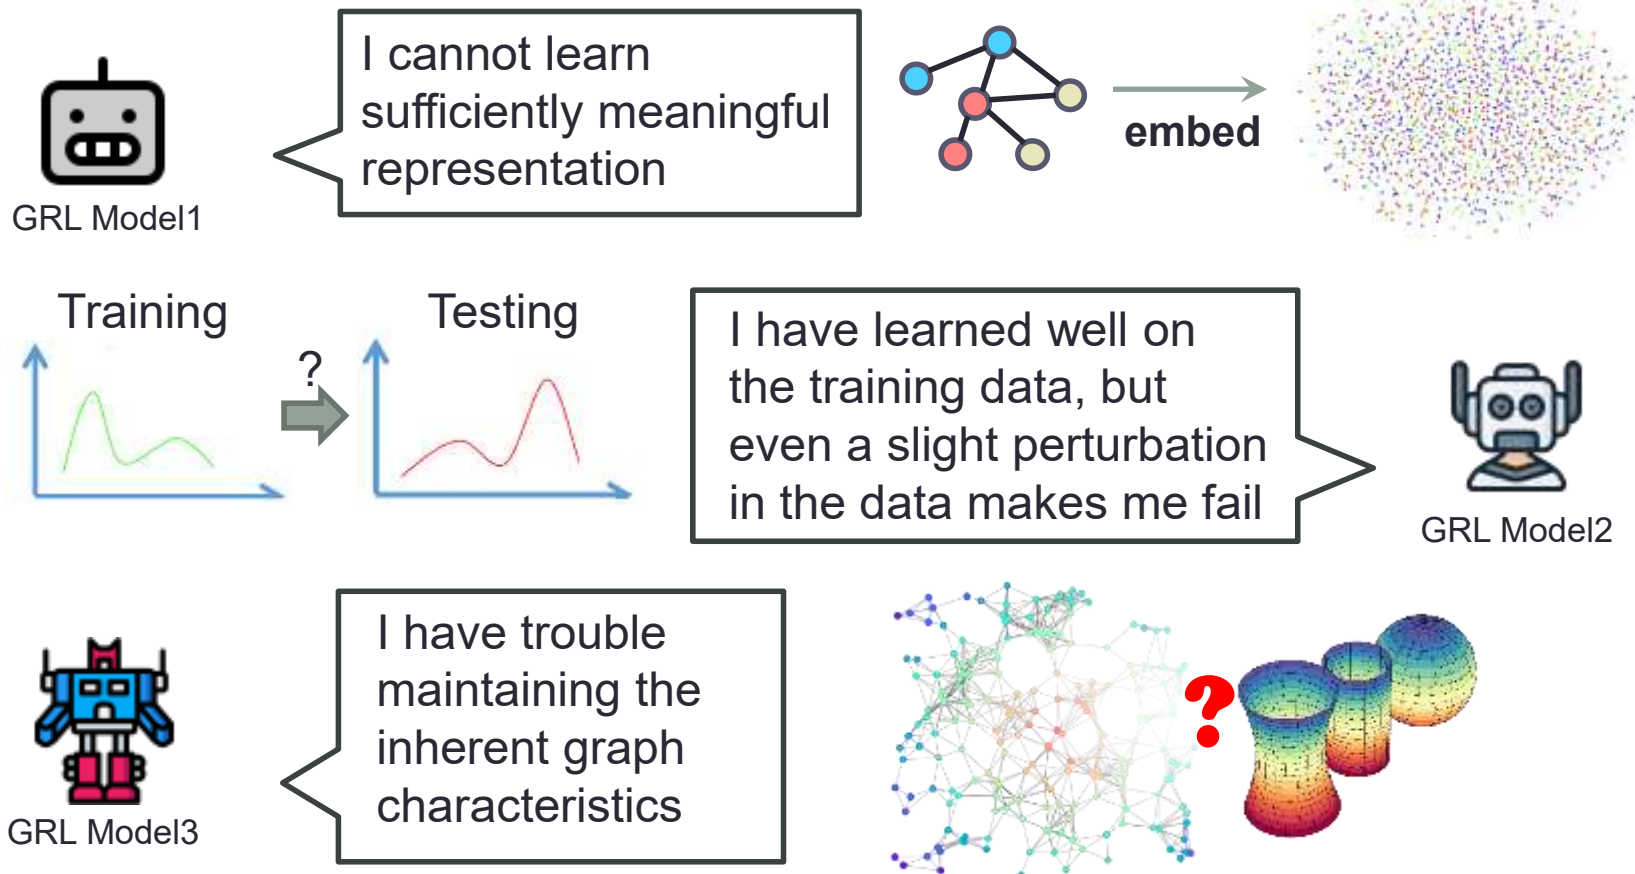 I cannot learn
sufficiently meaningful
representation
embed
GRL Model1
Training
Testing
?
I have learned well on
the training data, but
even a slight perturbation
in the data makes me fail
GRL Model2
I have trouble
maintaining the
inherent graph
characteristics
?
GRL Model3